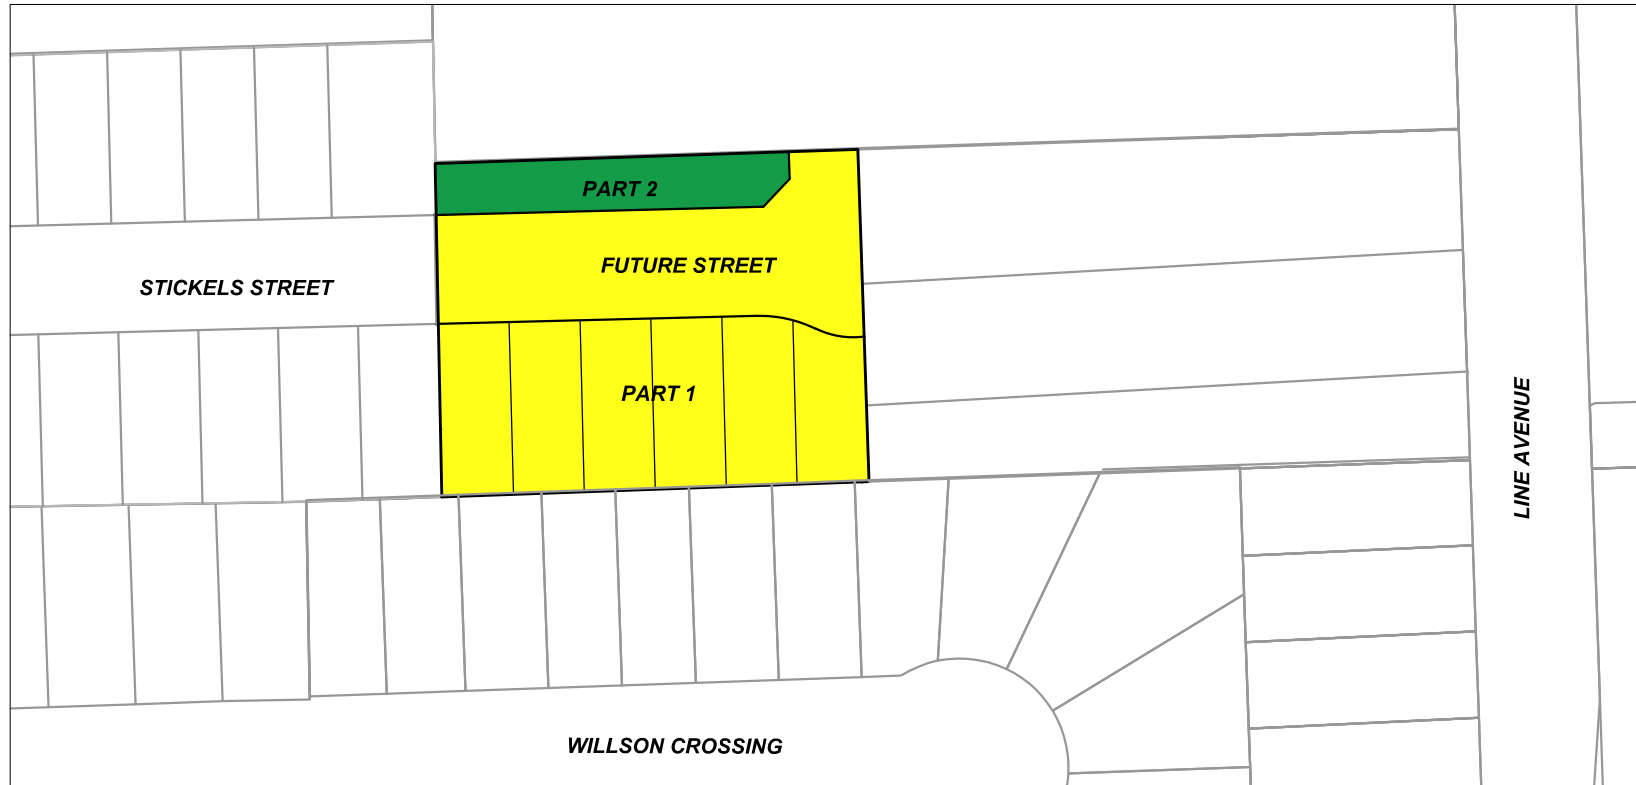 PART 2
FUTURE STREET
STICKELS STREET
PART 1
LINE AVENUE
WILLSON CROSSING